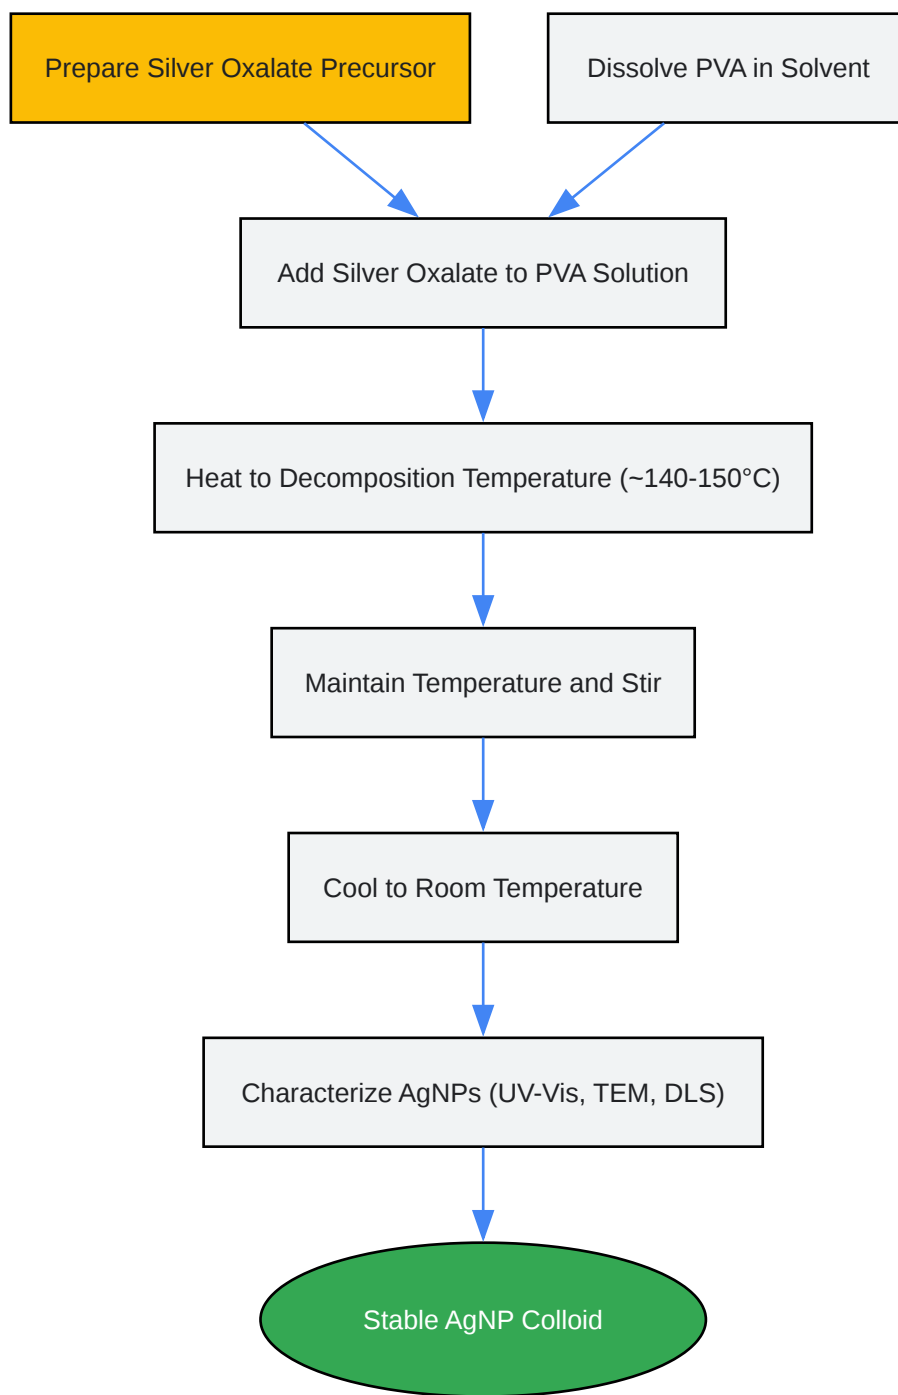 Prepare Silver Oxalate Precursor
Dissolve PVA in Solvent
Add Silver Oxalate to PVA Solution
Heat to Decomposition Temperature (~140-150°C)
Maintain Temperature and Stir
Cool to Room Temperature
Characterize AgNPs (UV-Vis, TEM, DLS)
Stable AgNP Colloid